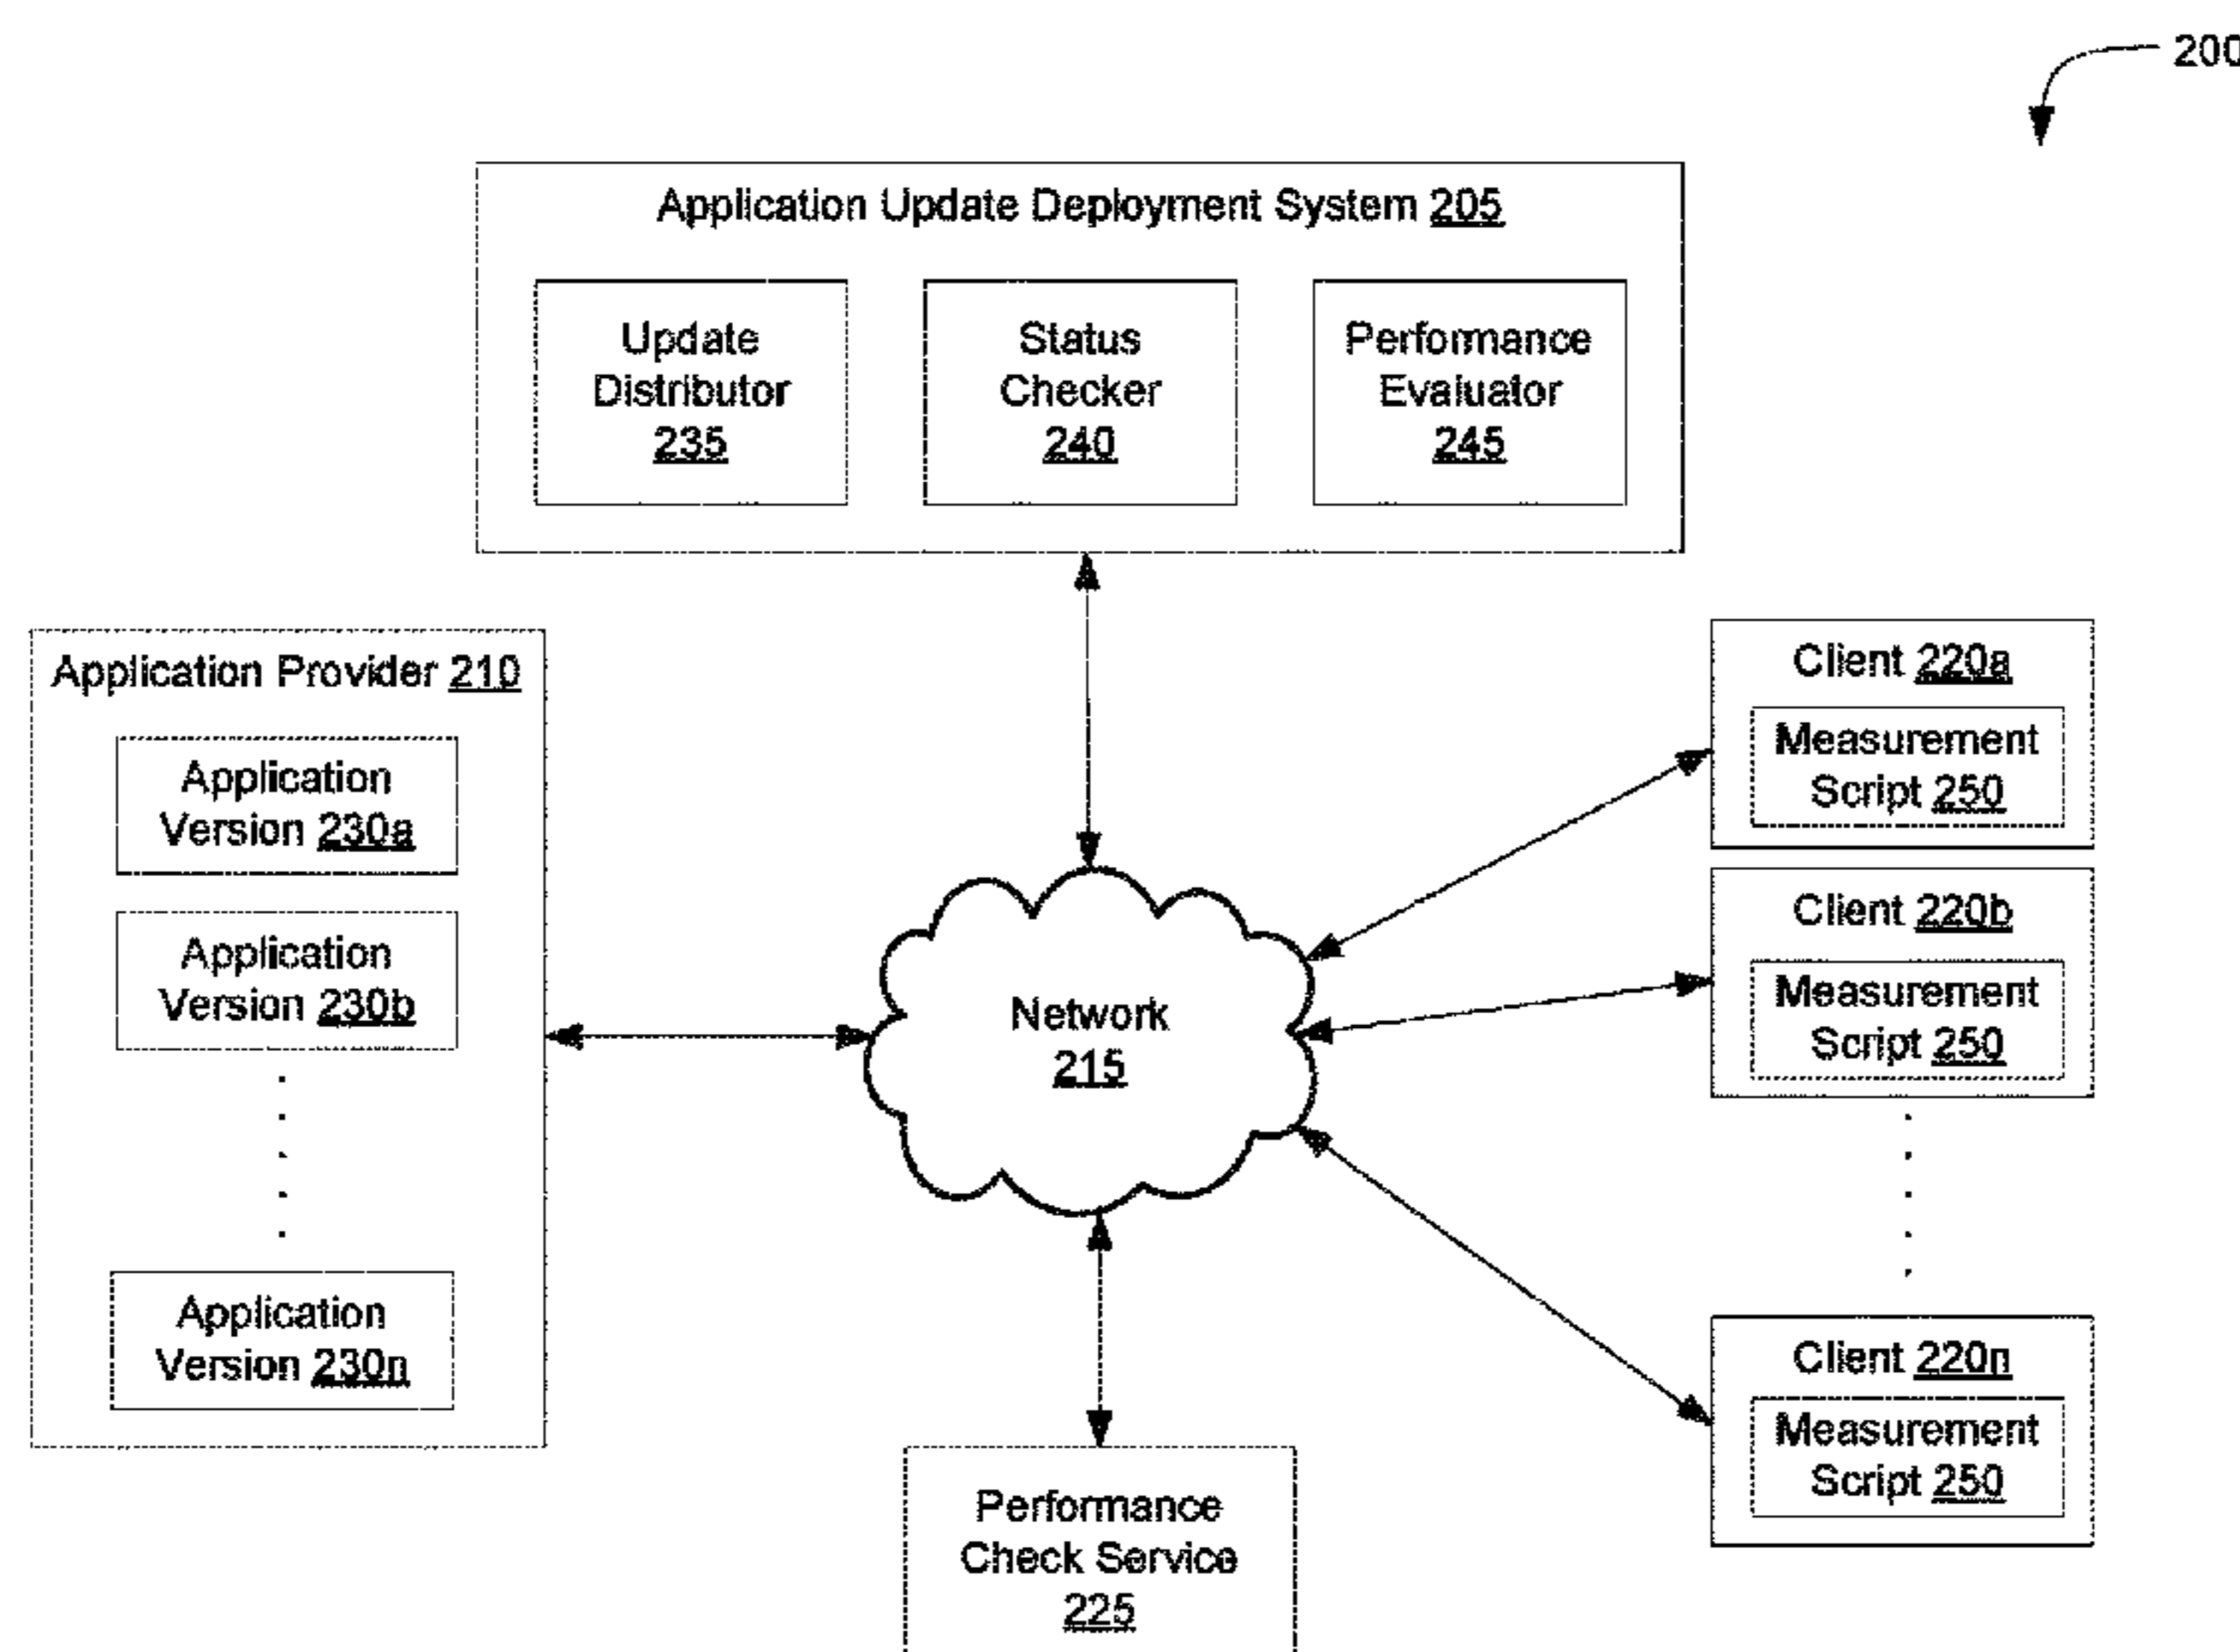 200
Application Update Deployment System 205
Update
Distributor
235
Status
Checker
240
Performance
Evaluator
245
Application Provider 210
Application
Version 230a
Application
Version 230b
Application
Version 230n
Network
215
Client 220a
Measurement
Script 250
Client 220b
Measurement
Script 250
Client 220n
Measurement
Script 250
Performance
Check Service
225